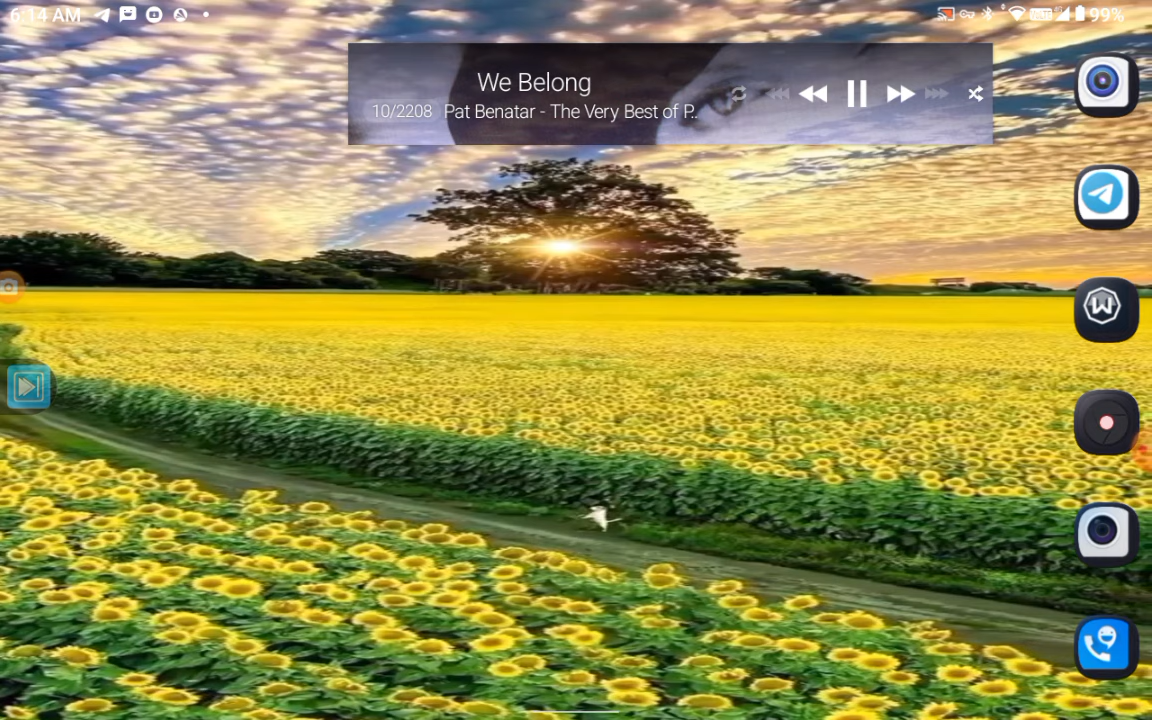 6:14 AM
99%
We Belong
10/2208 Pat Benatar - The Very Best of P..
W